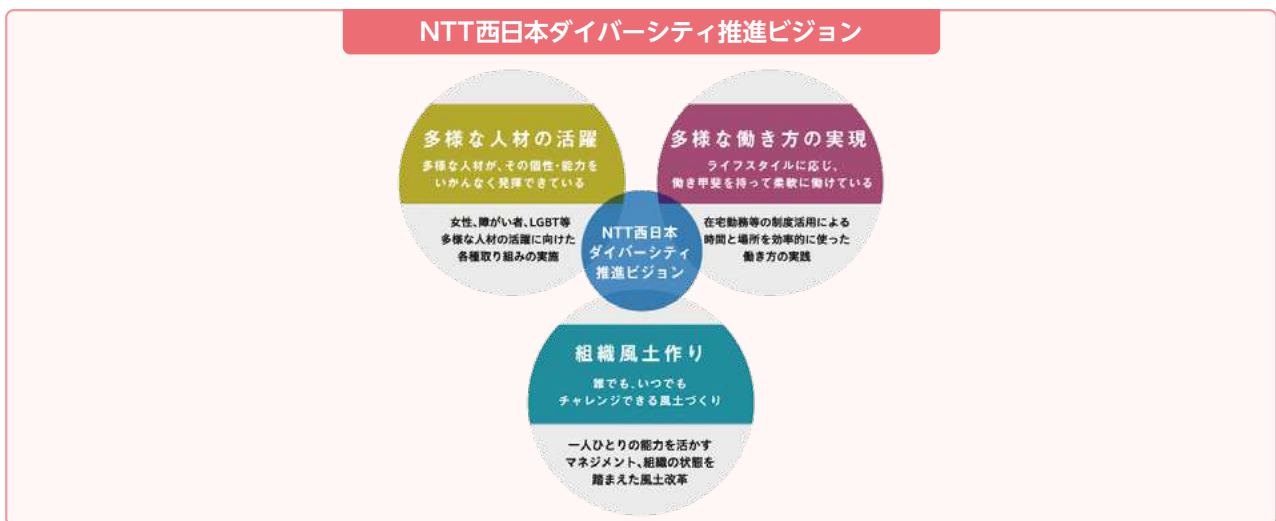 NTT西日本ダイバーシティ推進ビジョン
多様な人材の活躍
多様な人材が、その個性・能力を
いかんなく発揮できている
女性、障がい者、LGBT等
多様な人材の活躍に向けた
各種取り組みの実施
多様な働き方の実現
ライフスタイルに応じ、
働き甲斐を持って柔軟に働けている
在宅勤務等の制度活用による
時間と場所を効率的に使った
働き方の実践
NTT西日本
ダイバーシティ
推進ビジョン
組織風土作り
誰でも、いつでも
チャレンジできる風土づくり
一人ひとりの能力を活かす
マネジメント、組織の状態を
踏まえた風土改革